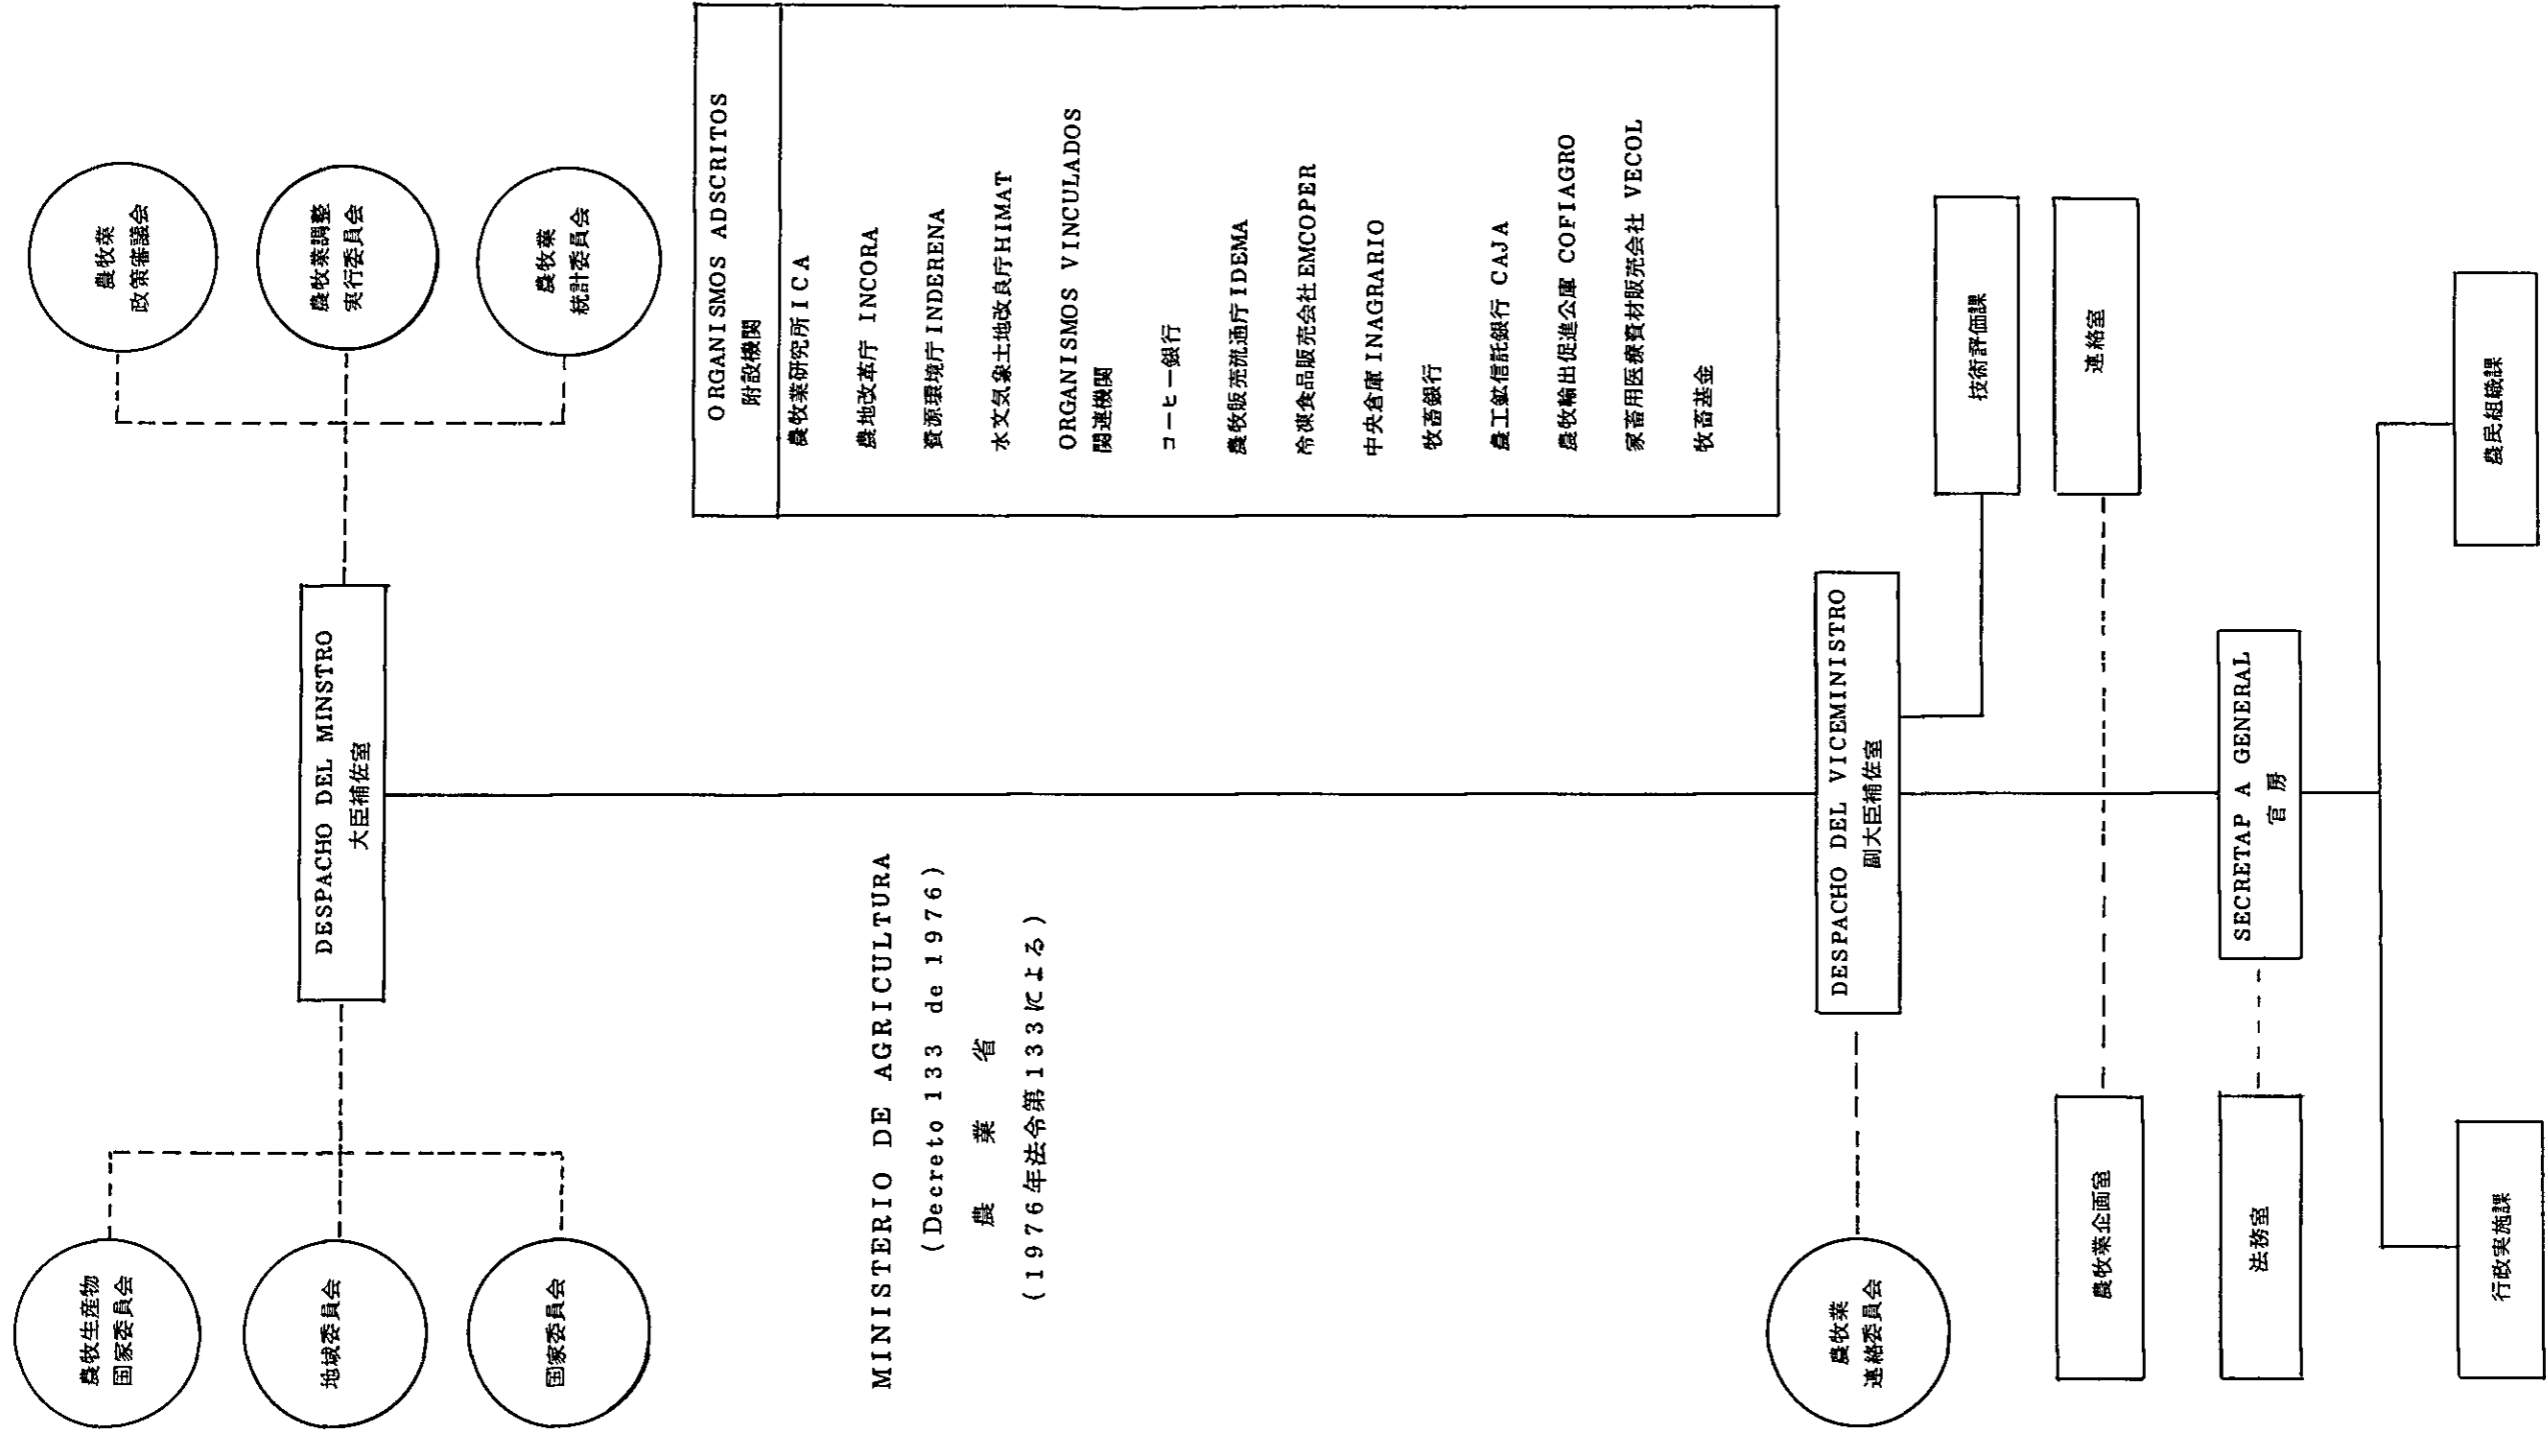 農牧生産物
国家委員会
地域委員会
国家委員会
DESPACHO DEL MINSTRO
大臣補佐室
農牧業
政策審議会
農牧業調整
実行委員会
農牧業
統計委員会
MINISTERIO DE AGRICULTURA
(Decreto 133 de 1976)
農業省
(1976年法令第133による)
ORGANISMOS ADSCRITOS
附設機関
農牧業研究所ICA
農地改革庁 INCORA
資源環境庁INDERENA
水文気象土地改良庁HIMAT
ORGANISMOS VINCULADOS
関連機関
コーヒー銀行
農牧販売流通庁IDEMA
冷凍食品販売会社EMCOPER
中央倉庫INAGRARIO
牧畜銀行
農工鉱信託銀行 CAJA
農牧輸出促進公庫 COFIAGRO
家畜用医療資材販売会社 VECOL
牧畜基金
農牧業
連絡委員会
DESPACHO DEL VICEMINISTRO
副大臣補佐室
技術評価課
農牧業企画室
連絡室
法務室
SECRETAP A GENERAL
官房
行政実施課
農民組織課